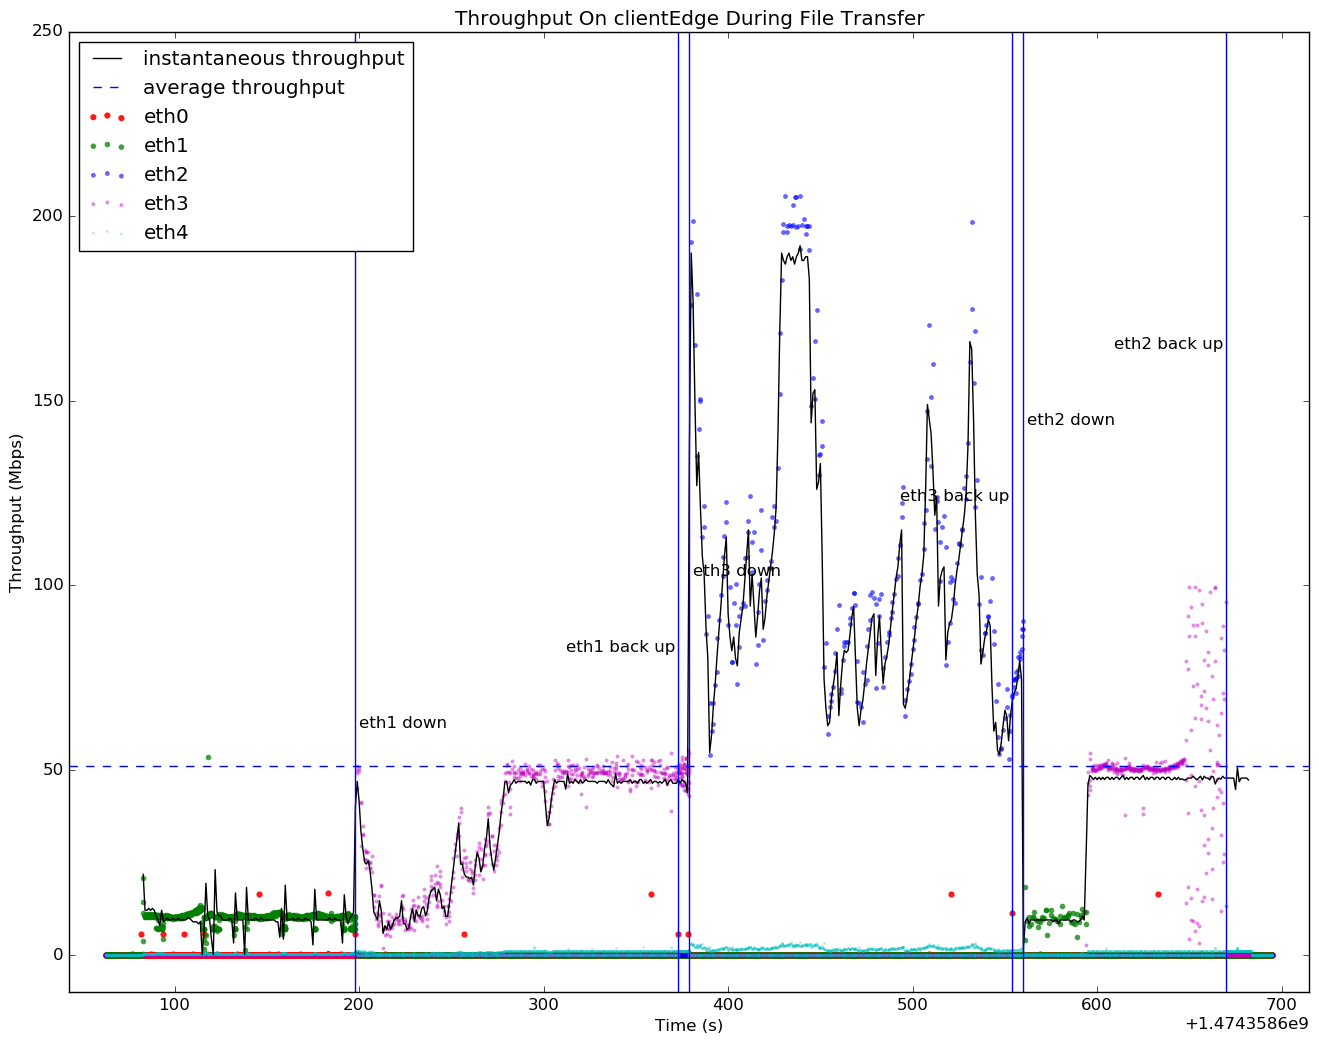 Throughput On clientEdge During File Transfer
250
200
150
100
50
0
Throughput (Mbps)
instantaneous throughput
average throughput
eth0
eth1
eth2
eth3
eth4
eth2 back up
eth2 down
eth3 back up
eth3 down
eth1 back up
eth1 down
100
200
300
400
500
600
700
Time (s)
+1.4743586e9